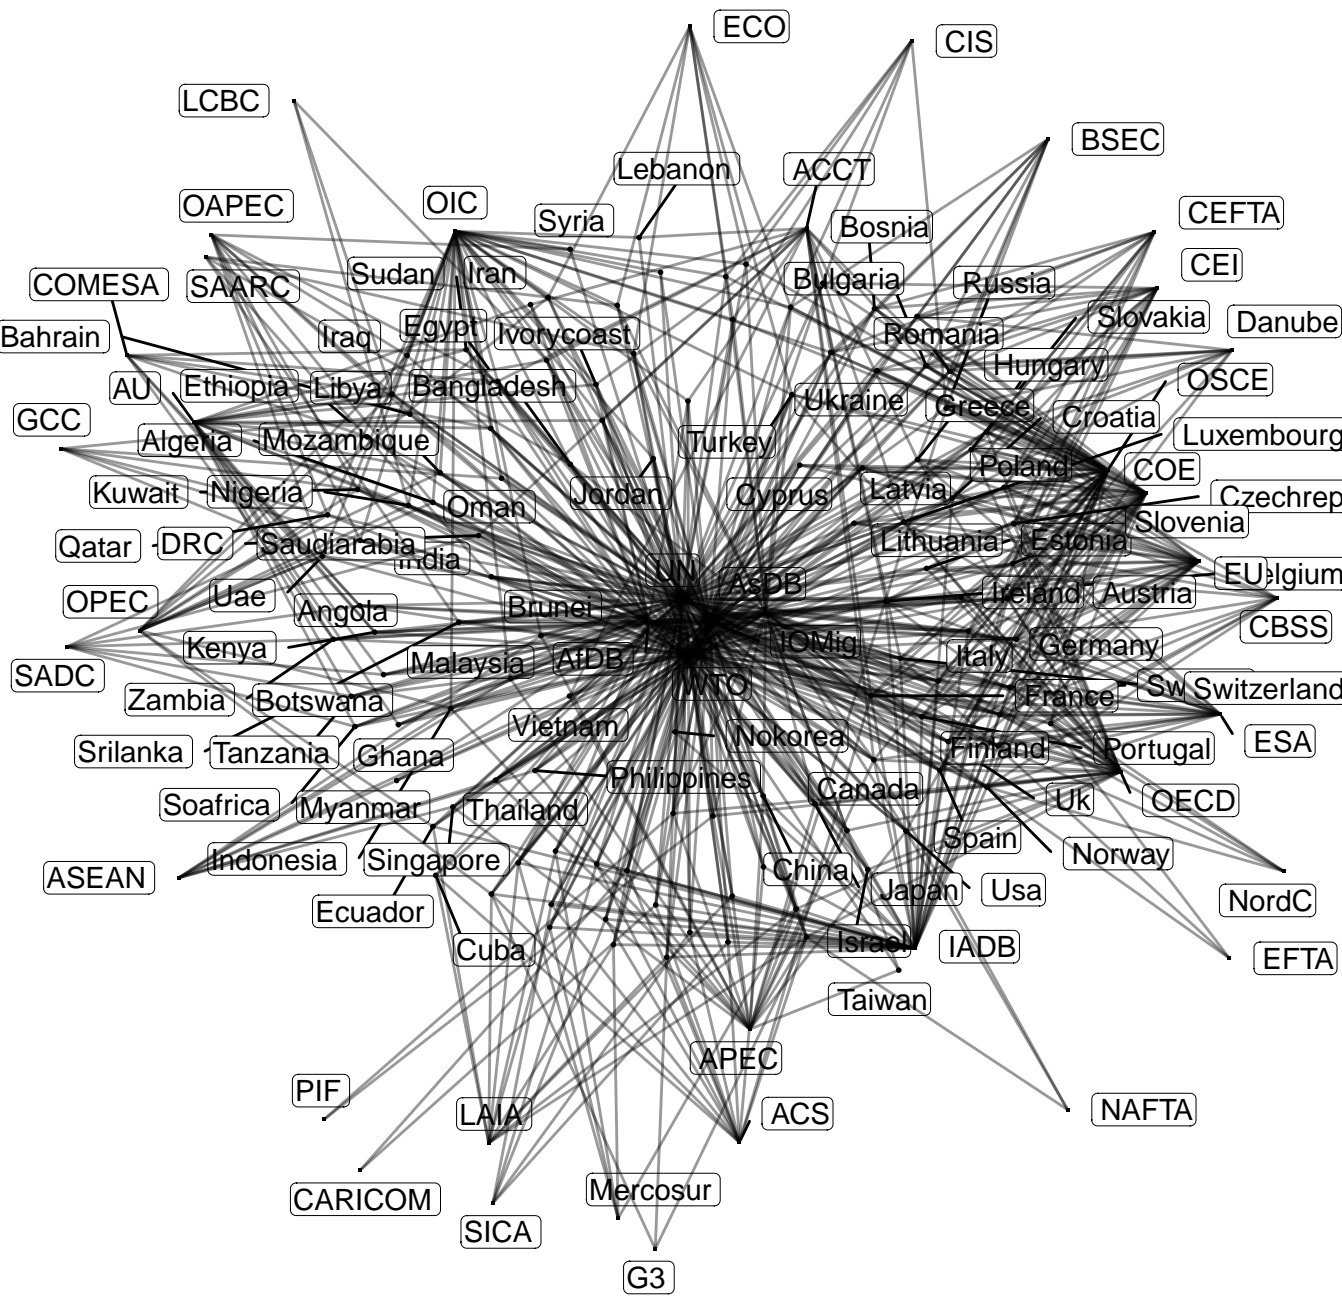 ECO
CIS
LCBC
BSEC
Lebanon
ACCT
OAPEC
OIC
Syria
Bosnia
CEFTA
CEI
COMESA
SAARC
Sudan
Iran
Bulgaria
Russia
Bahrain
Iraq
Egypt
Ivorycoast
Romania
Slovakia
Danube
AU
Ethiopia
Libya
Bangladesh
Ukraine
Hungary
OSCE
GCC
Algeria
Mozambique
Turkey
Greece
Croatia
Luxembourg
Kuwait
Nigeria
Oman
Jordan
Cyprus
Latvia
Poland
COE
Czechrep
Qatar
DRC
Saudiarabia
India
Lithuania
Estonia
Slovenia
OPEC
Uae
Angola
Brunei
UN
AsDB
Ireland
Austria
EU
elgium
CBSS
SADC
Kenya
Malaysia
AfDB
IOMig
Italy
Germany
Zambia
Botswana
WTO
France
Sw
Switzerland
Srilanka
Tanzania
Ghana
Vietnam
Nokorea
Finland
Portugal
ESA
Soafrica
Myanmar
Thailand
Philippines
Canada
Uk
OECD
ASEAN
Indonesia
Singapore
China
Japan
Spain
Usa
Norway
NordC
Ecuador
Cuba
Israel
IADB
EFTA
Taiwan
APEC
PIF
LAIA
ACS
NAFTA
CARICOM
SICA
Mercosur
G3